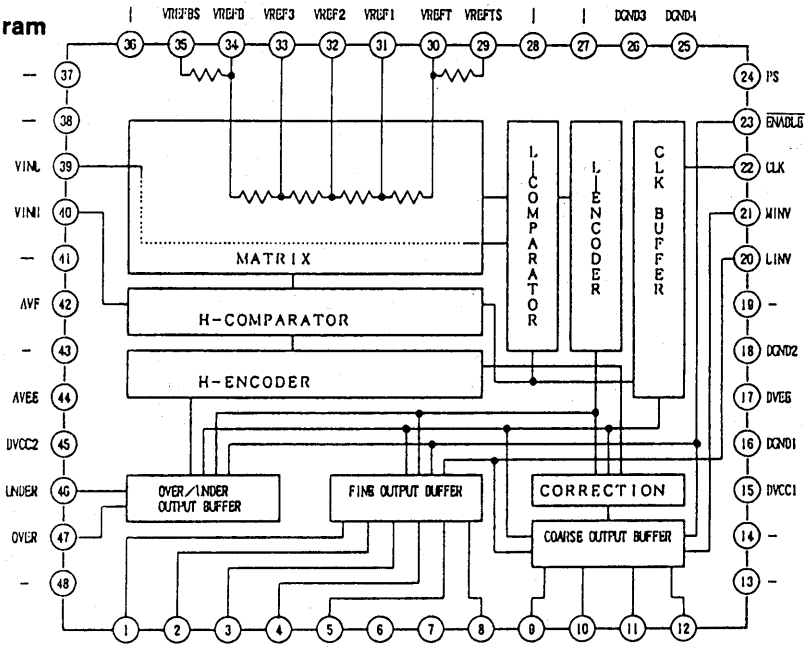 ram
VREFBS VREFB VREF3 VREF2 VREF1 VREFT VREFTS DGND3 DGND4
36 35 34 33 32 31 30 29 28 27 26 25
37
38
VINL 39
VINH 40
41
AVF 42
43
AVEE 44
DVCC2 45
UNDER 46
OVER 47
48
24 PS
23 ENABLE
22 CLK
21 MINV
20 LINV
19
18 DGND2
17 DVEE
16 DGND1
15 DVCC1
14
13
MATRIX
H-COMPARATOR
H-ENCODER
L-COMPARATOR
L-ENCODER
CLK BUFFER
OVER/UNDER
OUTPUT BUFFER
FINE OUTPUT BUFFER
CORRECTION
COARSE OUTPUT BUFFER
1 2 3 4 5 6 7 8 9 10 11 12